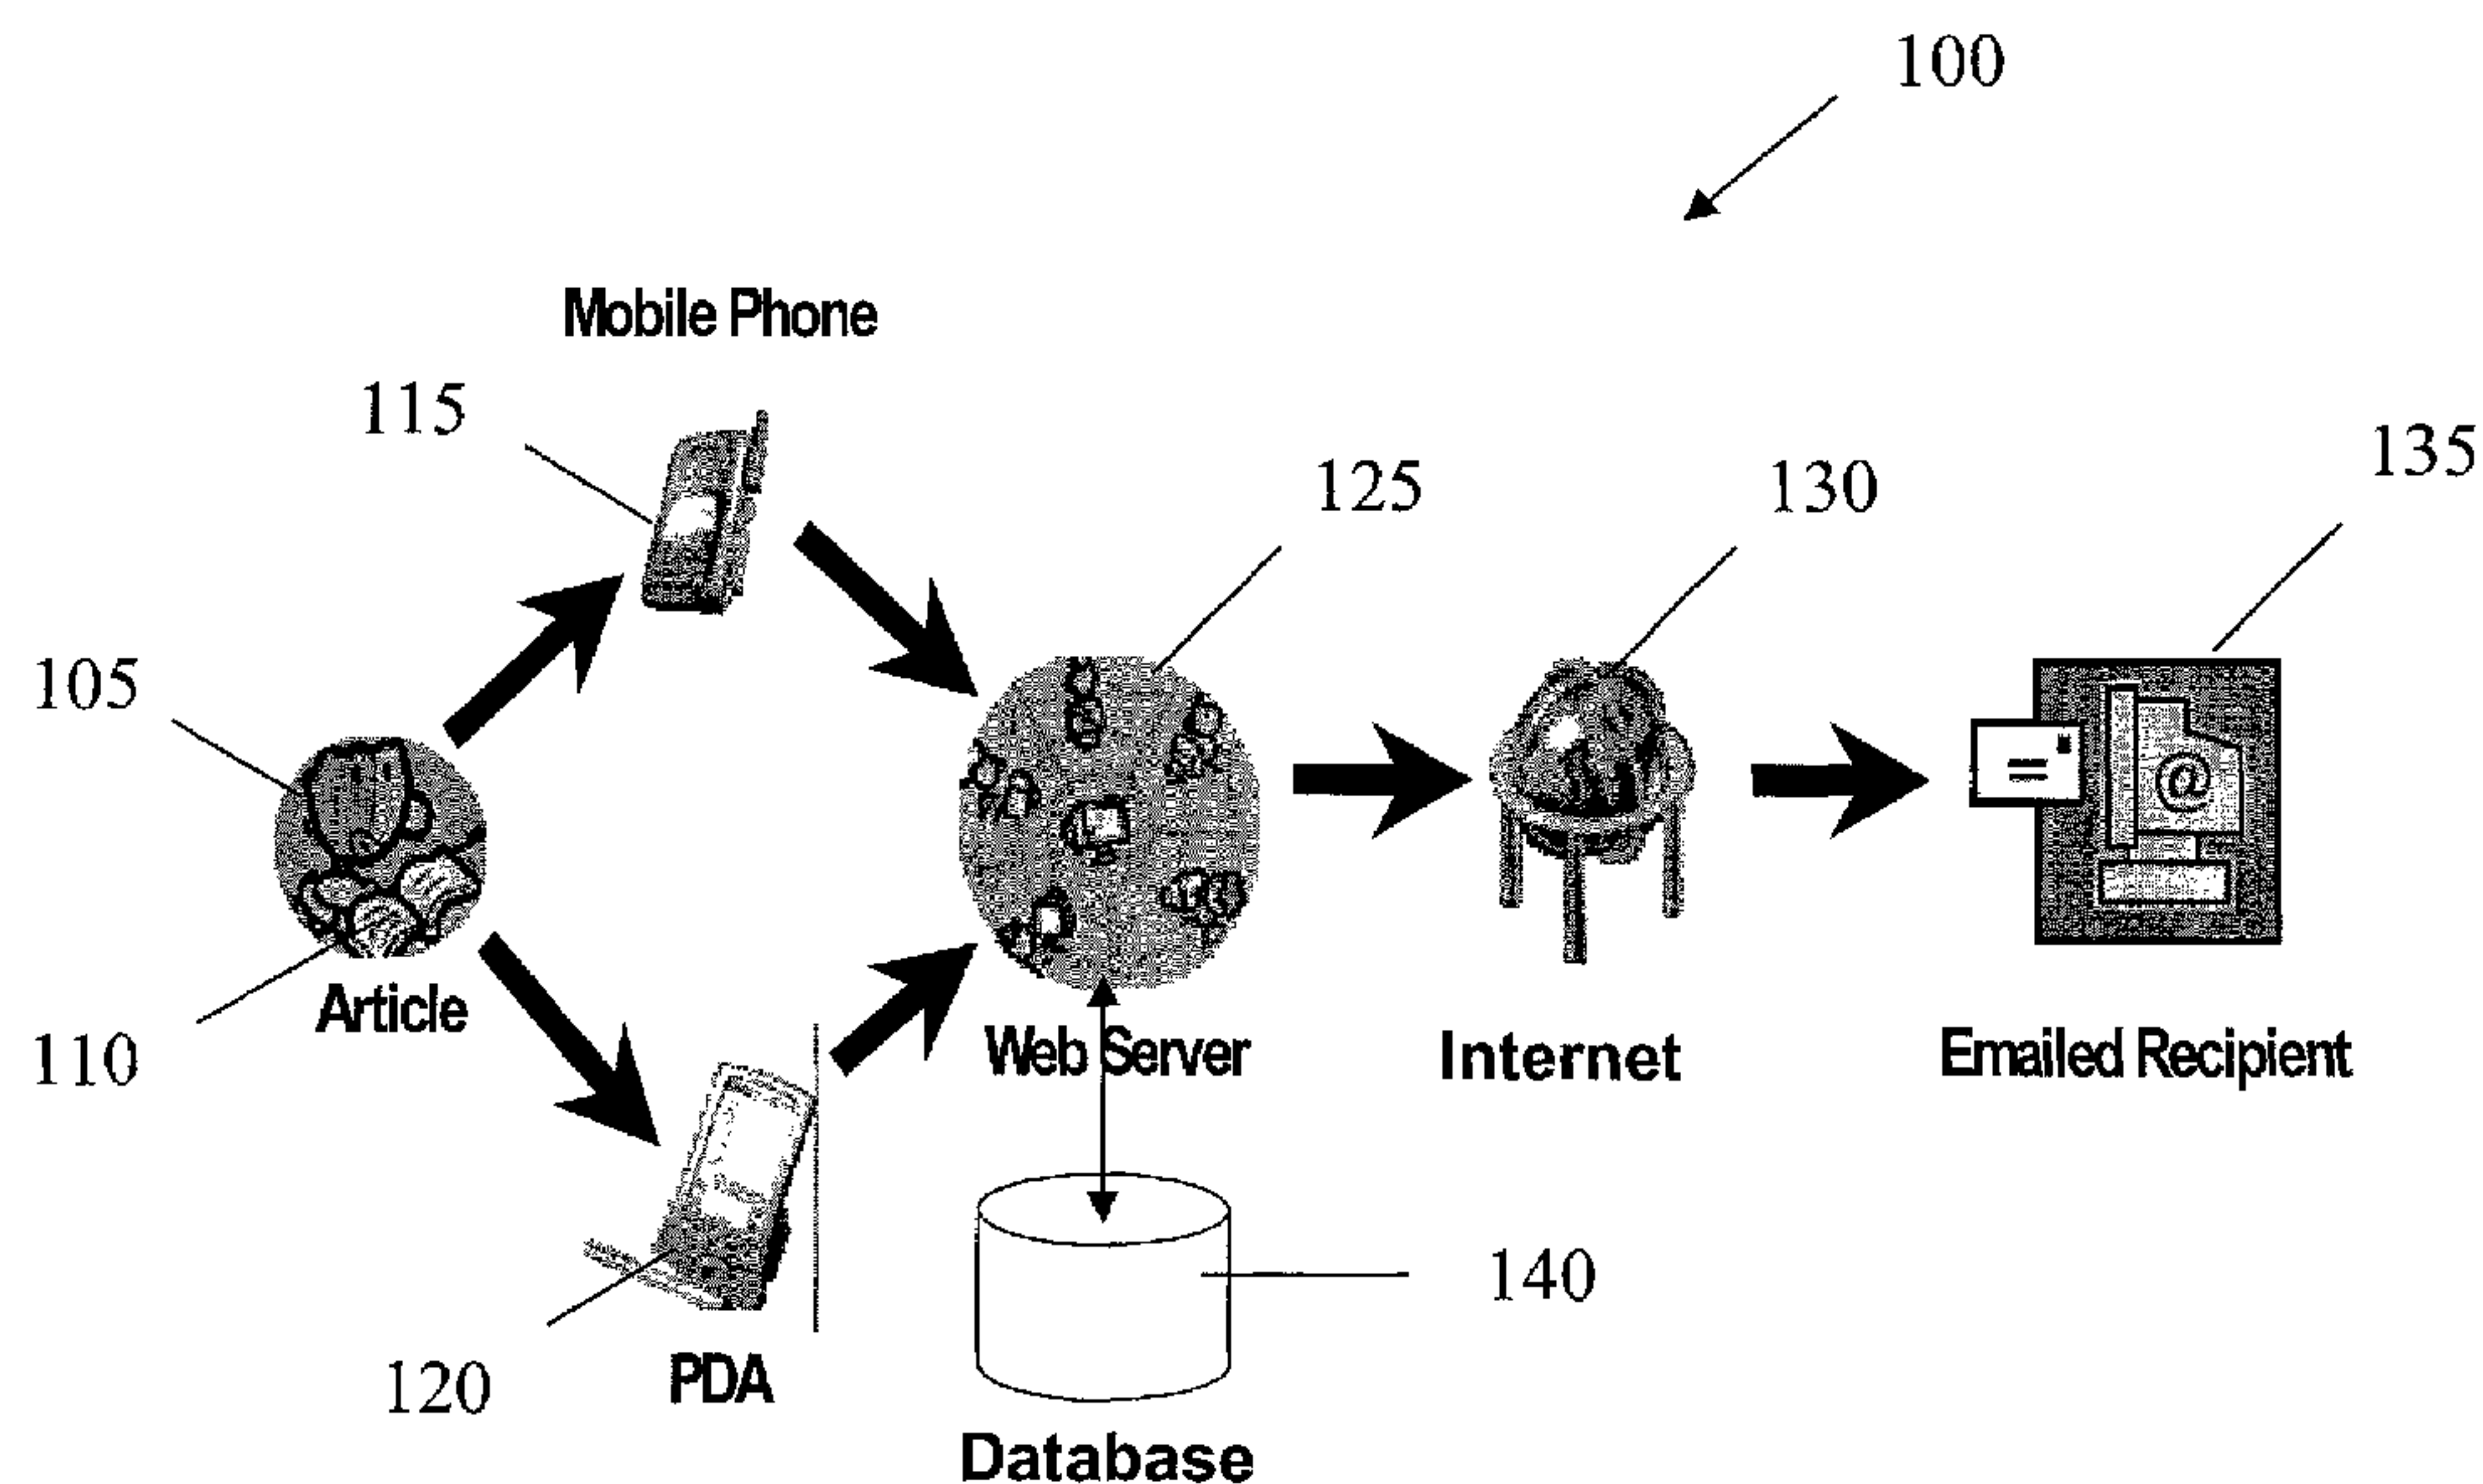 100
Mobile Phone
115
125
130
135
105
@
Article
110
Web Server
Internet
Emailed Recipient
140
120
PDA
Database